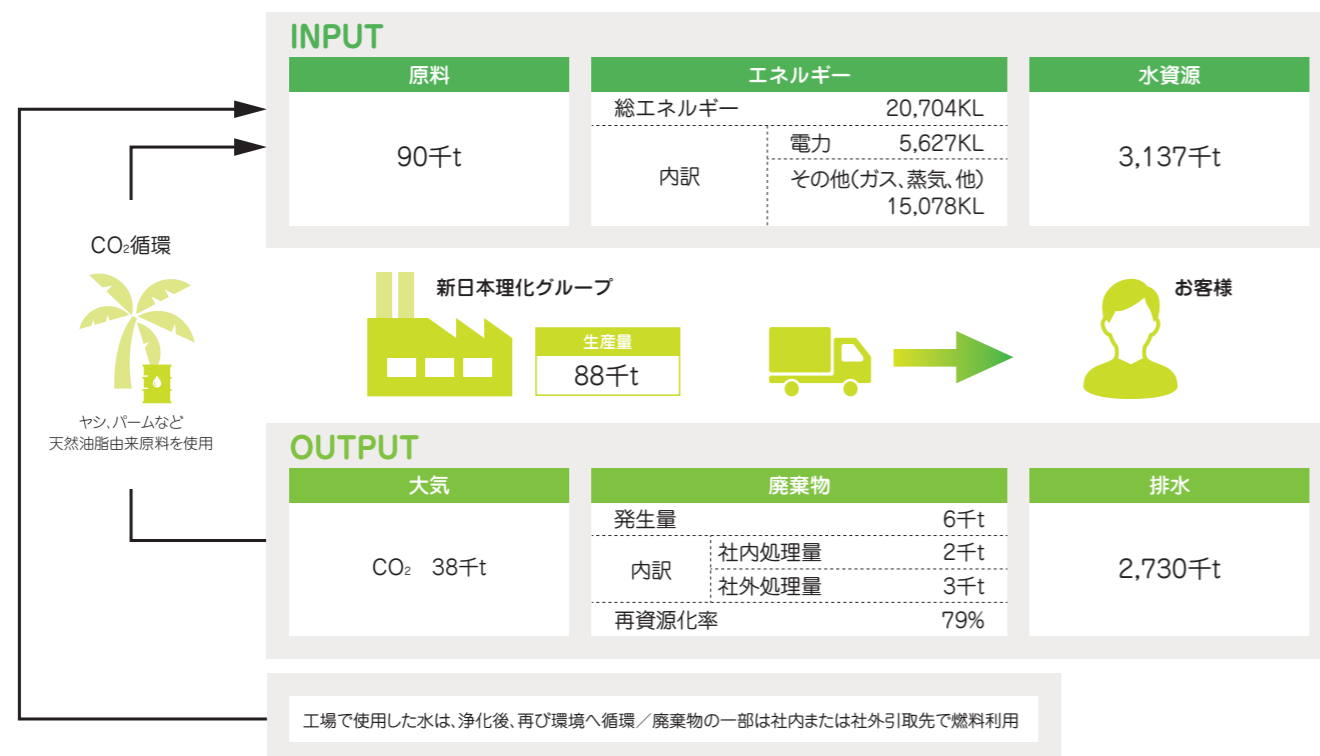 INPUT
原料
90千t
エネルギー
総エネルギー 20,704KL
内訳
電力 5,627KL
その他(ガス、蒸気、他)
15,078KL
水資源
3,137千t
CO₂循環
ヤシ、パームなど
天然油脂由来原料を使用
新日本理化グループ
生産量
88千t
お客様
OUTPUT
大気
CO₂ 38千t
廃棄物
発生量 6千t
内訳
社内処理量 2千t
社外処理量 3千t
再資源化率 79%
排水
2,730千t
工場で使用した水は、浄化後、再び環境へ循環／廃棄物の一部は社内または社外引取先で燃料利用